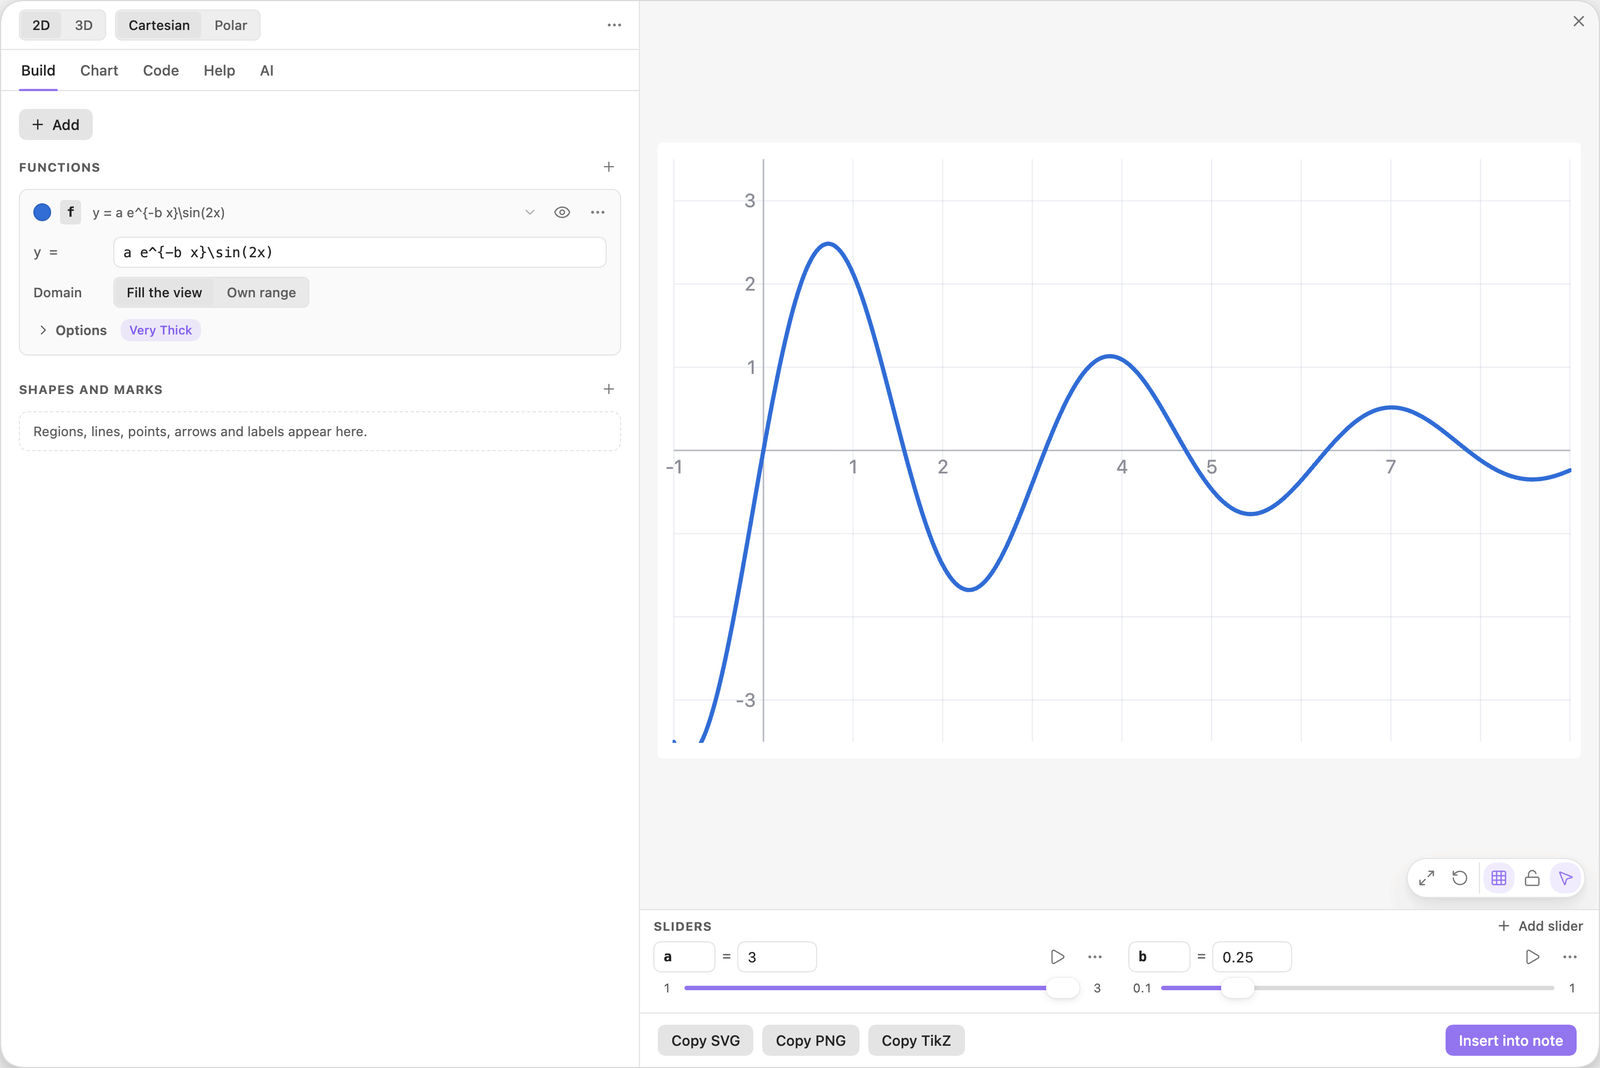 2D 3D Cartesian Polar
Build Chart Code Help AI
+ Add
FUNCTIONS
f y = a e^{-b x}\sin(2x)
y = a e^{−b x}\sin(2x)
Domain Fill the view Own range
Options Very Thick
SHAPES AND MARKS
Regions, lines, points, arrows and labels appear here.
3
2
1
-1 1 2 4 5 7
-3
SLIDERS + Add slider
a = 3 b = 0.25
1 3 0.1 1
Copy SVG Copy PNG Copy TikZ Insert into note